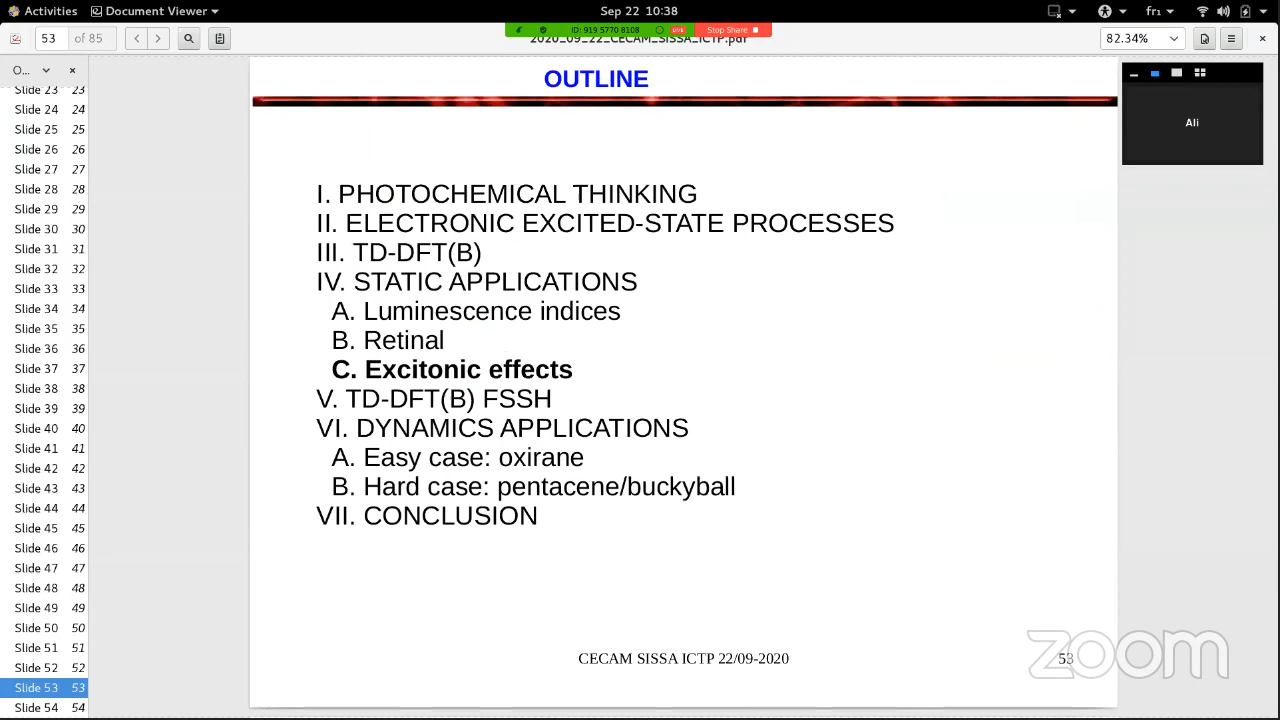 Activities
Document Viewer
Sep 22 10:38
fr₁
53 of 85
ID: 919 5770 8108
LIVE
Stop Share
2020_09_22_CECAM_SISSA_ICTP.pdf
82.34%
O...
Slide 23 23
Slide 24 24
Slide 25 25
Slide 26 26
Slide 27 27
Slide 28 28
Slide 29 29
Slide 30 30
Slide 31 31
Slide 32 32
Slide 33 33
Slide 34 34
Slide 35 35
Slide 36 36
Slide 37 37
Slide 38 38
Slide 39 39
Slide 40 40
Slide 41 41
Slide 42 42
Slide 43 43
Slide 44 44
Slide 45 45
Slide 46 46
Slide 47 47
Slide 48 48
Slide 49 49
Slide 50 50
Slide 51 51
Slide 52 52
Slide 53 53
Slide 54 54
OUTLINE
I. PHOTOCHEMICAL THINKING
II. ELECTRONIC EXCITED-STATE PROCESSES
III. TD-DFT(B)
IV. STATIC APPLICATIONS
A. Luminescence indices
B. Retinal
C. Excitonic effects
V. TD-DFT(B) FSSH
VI. DYNAMICS APPLICATIONS
A. Easy case: oxirane
B. Hard case: pentacene/buckyball
VII. CONCLUSION
CECAM SISSA ICTP 22/09-2020
53
Ali
zoom